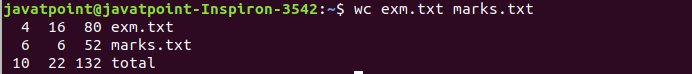 javatpoint@javatpoint-Inspiron-3542:~$ wc exm.txt marks.txt
4 16 80 exm.txt
6 6 52 marks.txt
10 22 132 total